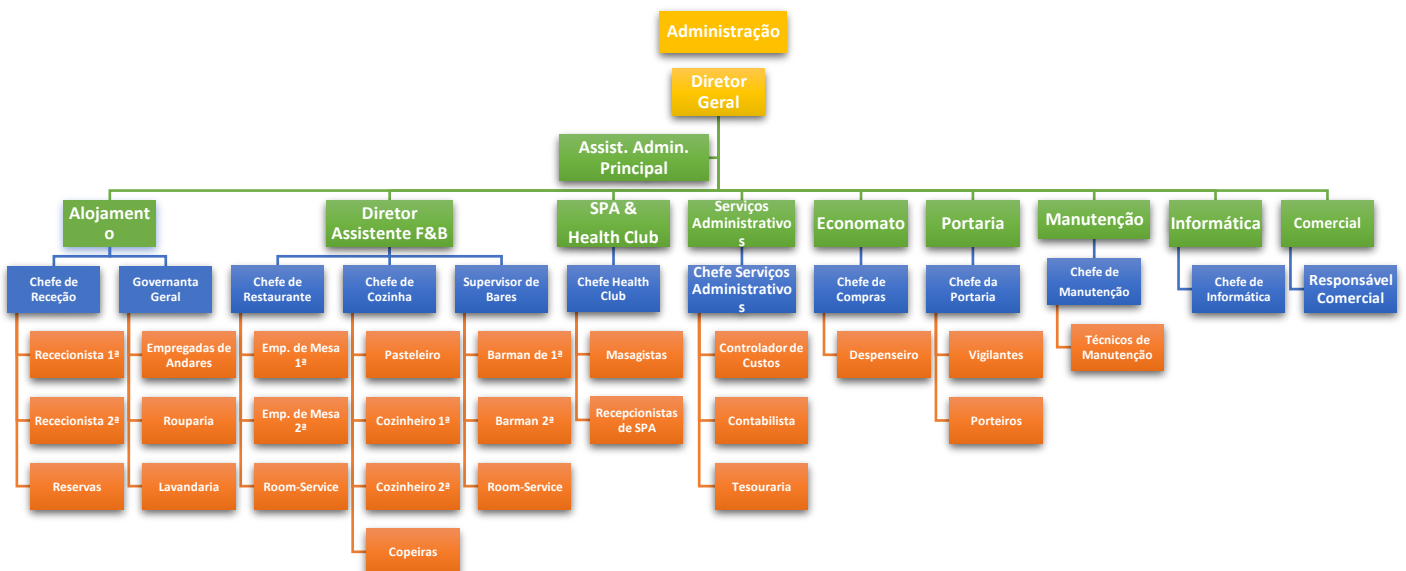 Administração
Diretor
Geral
Assist. Admin.
Principal
Alojament
o
Diretor
Assistente F&B
SPA &
Health Club
Serviços
Administrativo
s
Economato
Portaria
Manutenção
Informática
Comercial
Chefe de
Receção
Governanta
Geral
Chefe de
Restaurante
Chefe de
Cozinha
Supervisor de
Bares
Chefe Health
Club
Chefe Serviços
Administrativo
s
Chefe de
Compras
Chefe da
Portaria
Chefe de
Manutenção
Chefe de
Informática
Responsável
Comercial
Rececionista 1ª
Empregadas de
Andares
Emp. de Mesa
1ª
Pasteleiro
Barman de 1ª
Masagistas
Controlador de
Custos
Despenseiro
Vigilantes
Técnicos de
Manutenção
Rececionista 2ª
Rouparia
Emp. de Mesa
2ª
Cozinheiro 1ª
Barman 2ª
Recepcionistas
de SPA
Contabilista
Porteiros
Reservas
Lavandaria
Room-Service
Cozinheiro 2ª
Room-Service
Tesouraria
Copeiras